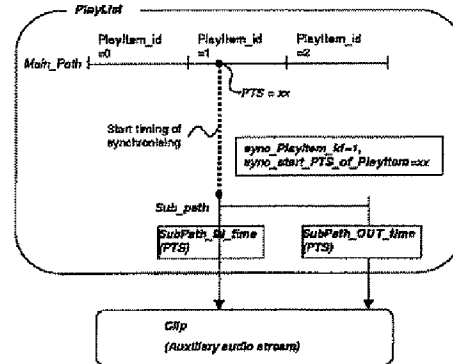 PlayList
PlayItem_id =0
PlayItem_id =1
PlayItem_id =2
Main_Path
PTS = xx
Start timing of synchronising
sync_PlayItem_id=1,
sync_start_PTS_of_PlayItem=xx
Sub_path
SubPath_IN_time (PTS)
SubPath_OUT_time (PTS)
Clip
(Auxiliary audio stream)